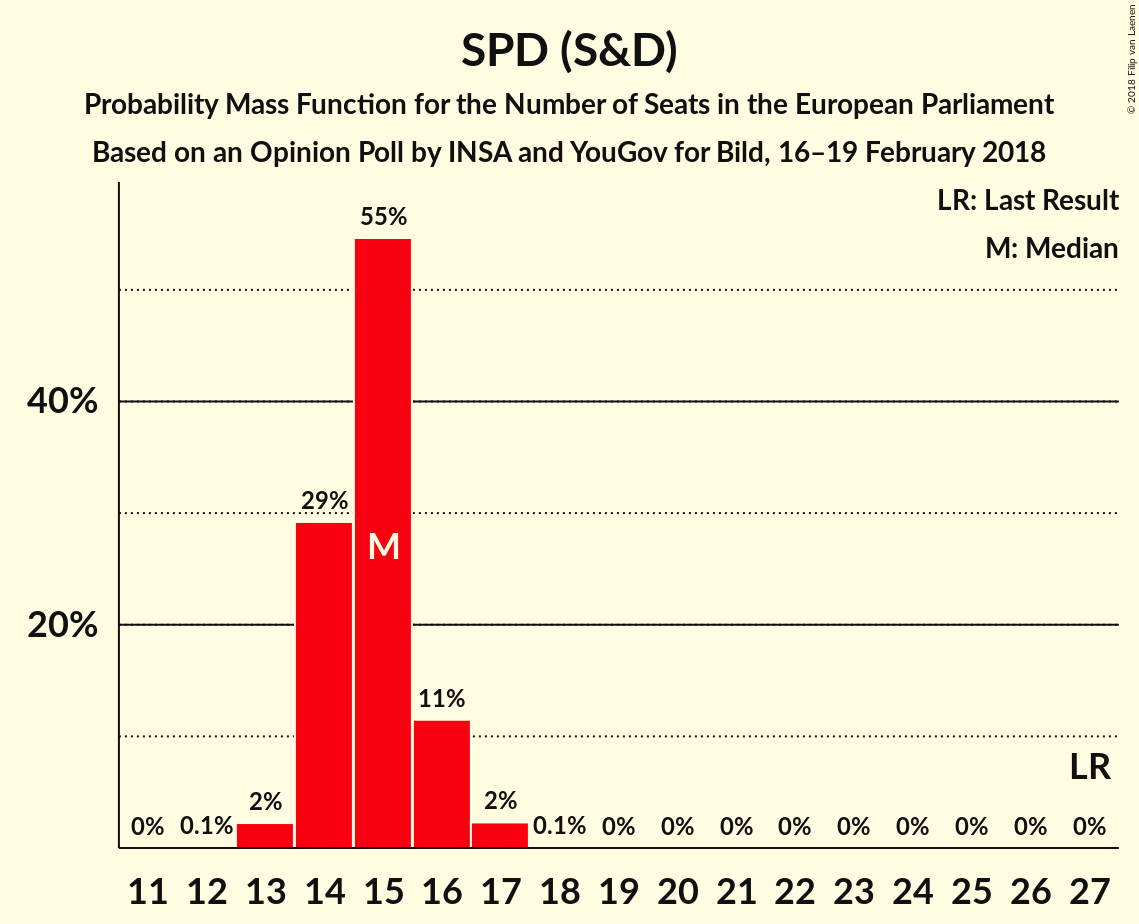 SPD (S&D)
Probability Mass Function for the Number of Seats in the European Parliament
Based on an Opinion Poll by INSA and YouGov for Bild, 16–19 February 2018
© 2018 Filip van Laenen
LR: Last Result
M: Median
55%
40%
29%
M
20%
11%
LR
0% 0.1% 2% 2% 0.1% 0% 0% 0% 0% 0% 0% 0% 0% 0%
11 12 13 14 15 16 17 18 19 20 21 22 23 24 25 26 27